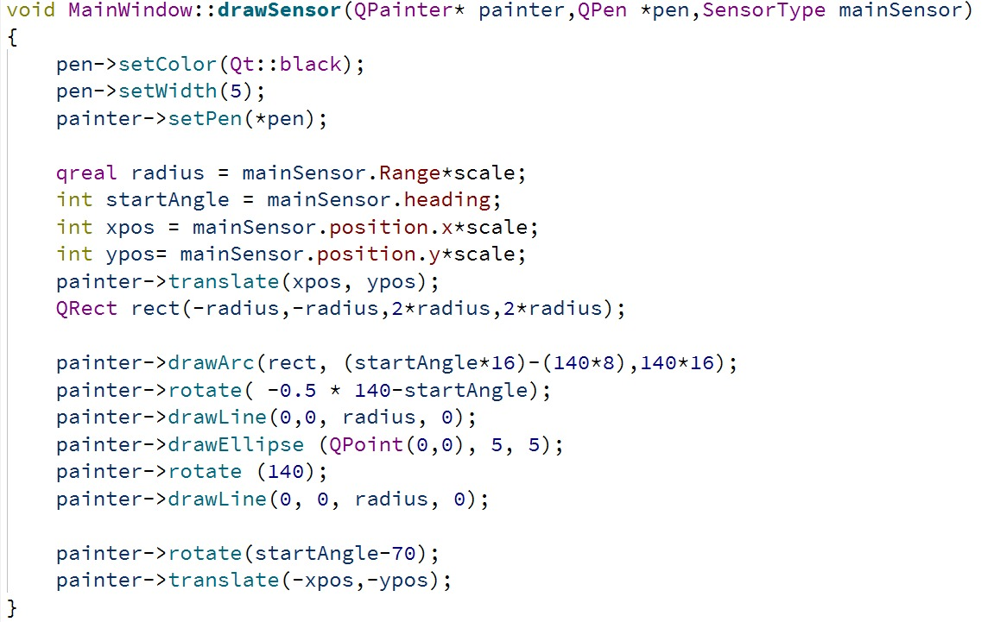 void MainWindow::drawSensor(QPainter* painter,QPen *pen,SensorType mainSensor)
{
    pen->setColor(Qt::black);
    pen->setWidth(5);
    painter->setPen(*pen);

    qreal radius = mainSensor.Range*scale;
    int startAngle = mainSensor.heading;
    int xpos = mainSensor.position.x*scale;
    int ypos= mainSensor.position.y*scale;
    painter->translate(xpos, ypos);
    QRect rect(-radius,-radius,2*radius,2*radius);

    painter->drawArc(rect, (startAngle*16)-(140*8),140*16);
    painter->rotate( -0.5 * 140-startAngle);
    painter->drawLine(0,0, radius, 0);
    painter->drawEllipse (QPoint(0,0), 5, 5);
    painter->rotate (140);
    painter->drawLine(0, 0, radius, 0);

    painter->rotate(startAngle-70);
    painter->translate(-xpos,-ypos);
}